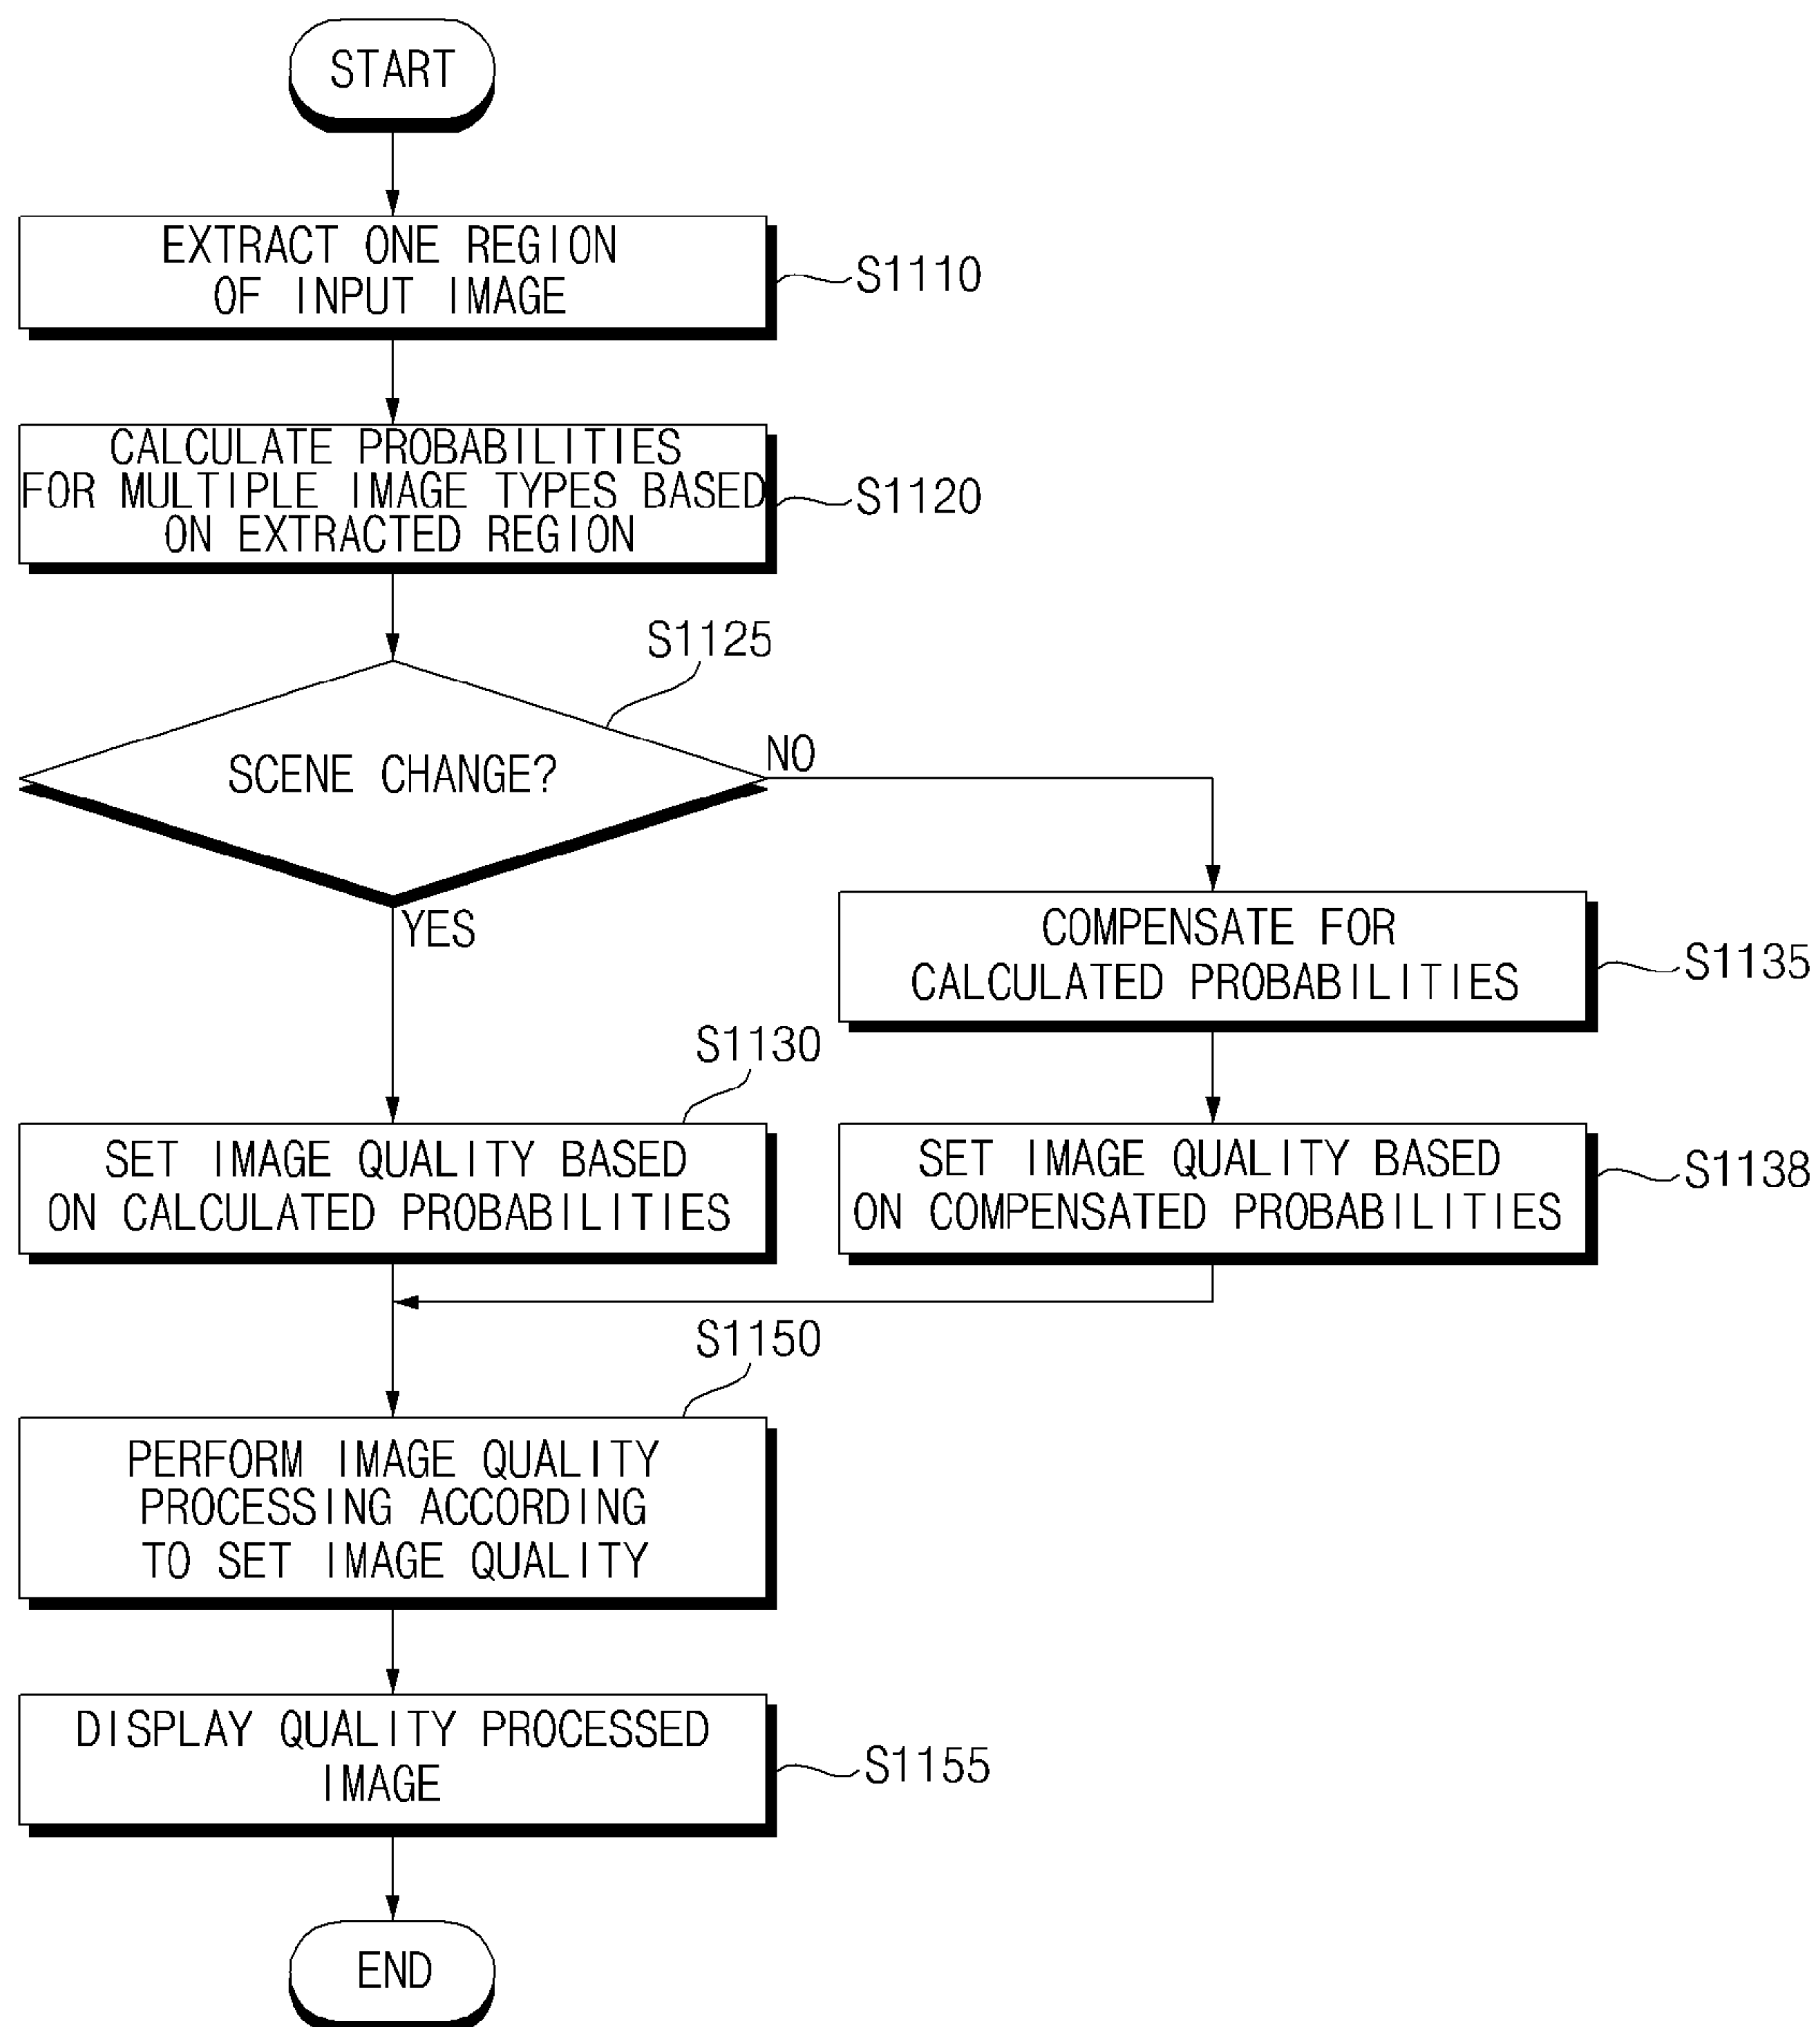 START
EXTRACT ONE REGION
OF INPUT IMAGE
S1110
CALCULATE PROBABILITIES
FOR MULTIPLE IMAGE TYPES BASED
ON EXTRACTED REGION
S1120
S1125
SCENE CHANGE?
NO
YES
COMPENSATE FOR
CALCULATED PROBABILITIES
S1135
S1130
SET IMAGE QUALITY BASED
ON CALCULATED PROBABILITIES
SET IMAGE QUALITY BASED
ON COMPENSATED PROBABILITIES
S1138
S1150
PERFORM IMAGE QUALITY
PROCESSING ACCORDING
TO SET IMAGE QUALITY
DISPLAY QUALITY PROCESSED
IMAGE
S1155
END